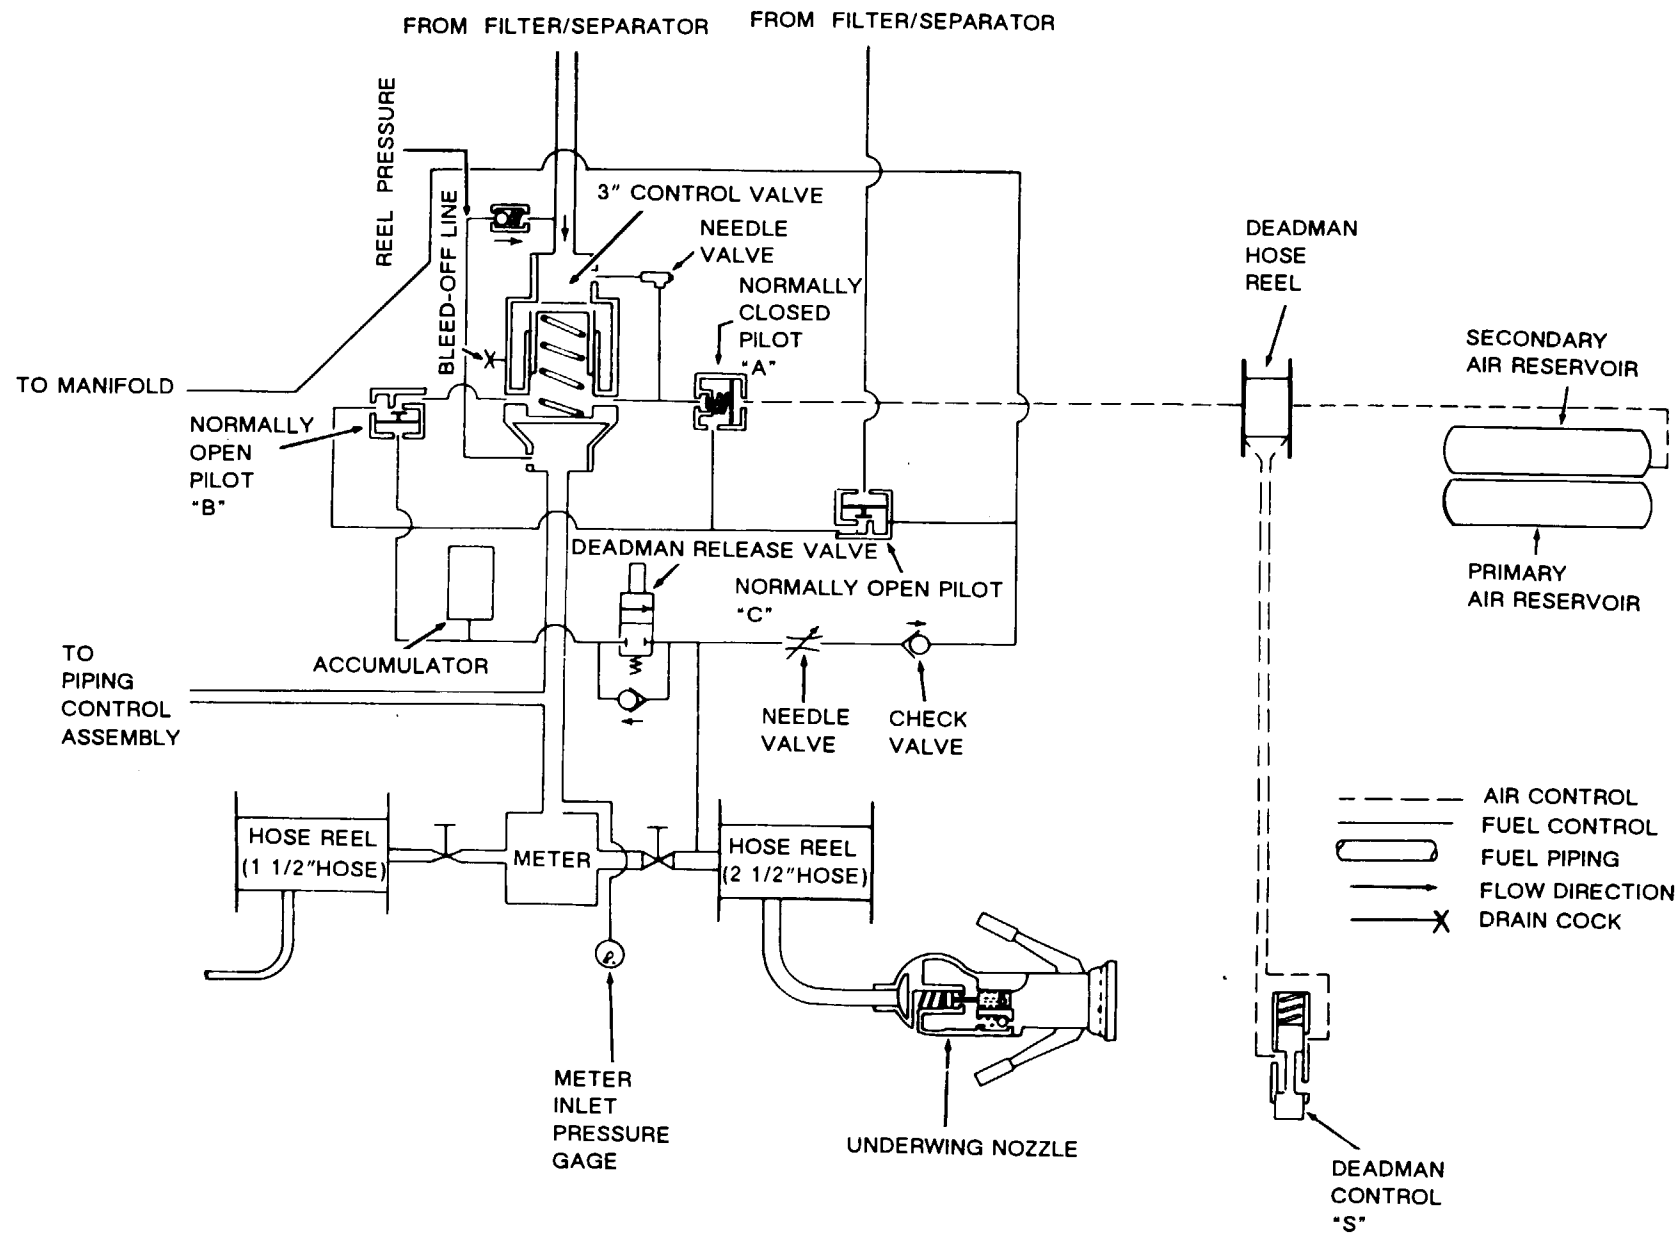 FROM FILTER/SEPARATOR
FROM FILTER/SEPARATOR
REEL PRESSURE
BLEED-OFF LINE
3" CONTROL VALVE
NEEDLE
VALVE
NORMALLY
CLOSED
PILOT
"A"
DEADMAN
HOSE
REEL
SECONDARY
AIR RESERVOIR
TO MANIFOLD
NORMALLY
OPEN
PILOT
"B"
DEADMAN RELEASE VALVE
NORMALLY OPEN PILOT
"C"
PRIMARY
AIR RESERVOIR
ACCUMULATOR
TO
PIPING
CONTROL
ASSEMBLY
NEEDLE
VALVE
CHECK
VALVE
HOSE REEL
(1 1/2"HOSE)
METER
HOSE REEL
(2 1/2"HOSE)
AIR CONTROL
FUEL CONTROL
FUEL PIPING
FLOW DIRECTION
DRAIN COCK
METER
INLET
PRESSURE
GAGE
UNDERWING NOZZLE
DEADMAN
CONTROL
"S"